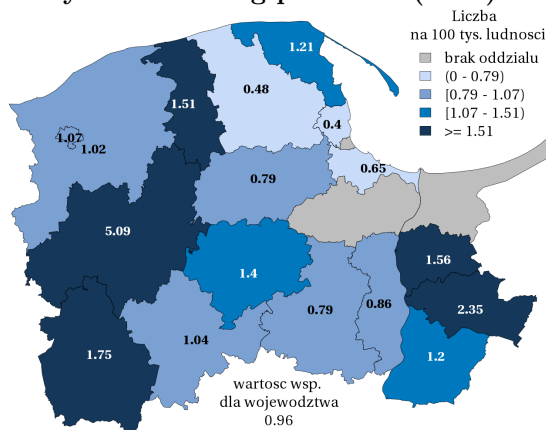 Liczba
na 100 tys. ludnosci
brak oddzialu
(0 - 0.79)
[0.79 - 1.07)
[1.07 - 1.51)
>= 1.51
1.21
0.48
1.51
0.4
4.07
1.02
0.65
0.79
5.09
1.56
1.4
2.35
0.79
0.86
1.04
1.75
1.2
wartosc wsp.
dla wojewodztwa
0.96